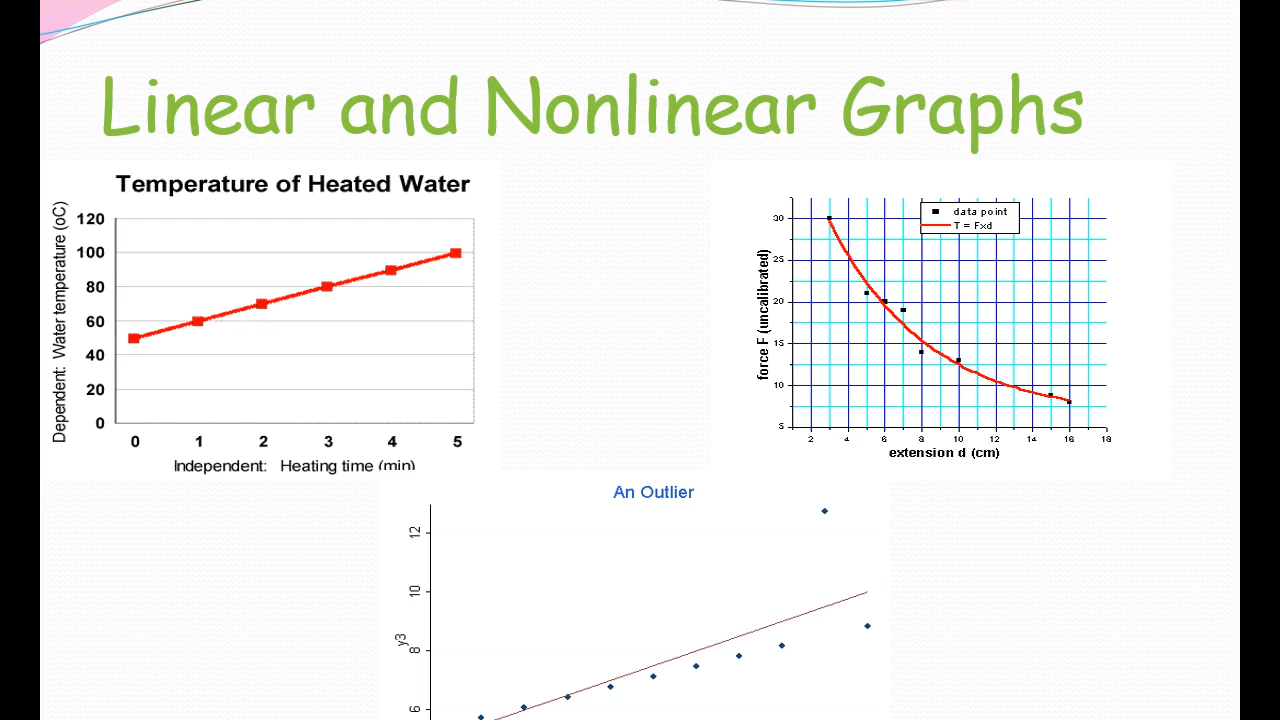 Linear and Nonlinear Graphs
Temperature of Heated Water
Dependent: Water temperature (oC)
120
100
80
60
40
20
0
0 1 2 3 4 5
Independent: Heating time (min)
data point
T = Fxd
force F (uncalibrated)
30
25
20
15
10
5
2 4 6 8 10 12 14 16 18
extension d (cm)
An Outlier
y3
12
10
8
6